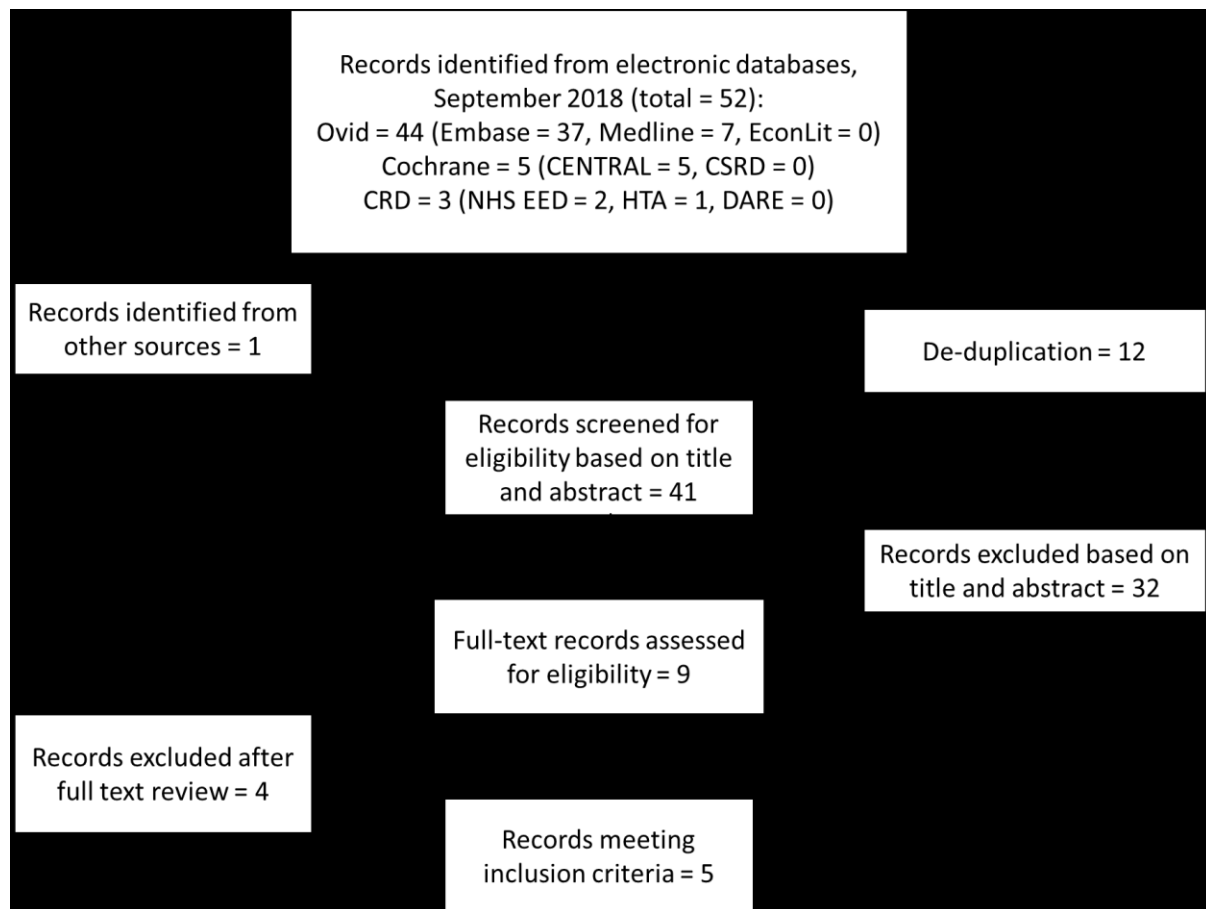 Records identified from electronic databases,
September 2018 (total = 52):
Ovid = 44 (Embase = 37, Medline = 7, EconLit = 0)
Cochrane = 5 (CENTRAL = 5, CSRD = 0)
CRD = 3 (NHS EED = 2, HTA = 1, DARE = 0)
Records identified from
other sources = 1
De-duplication = 12
Records screened for
eligibility based on title
and abstract = 41
Records excluded based on
title and abstract = 32
Full-text records assessed
for eligibility = 9
Records excluded after
full text review = 4
Records meeting
inclusion criteria = 5